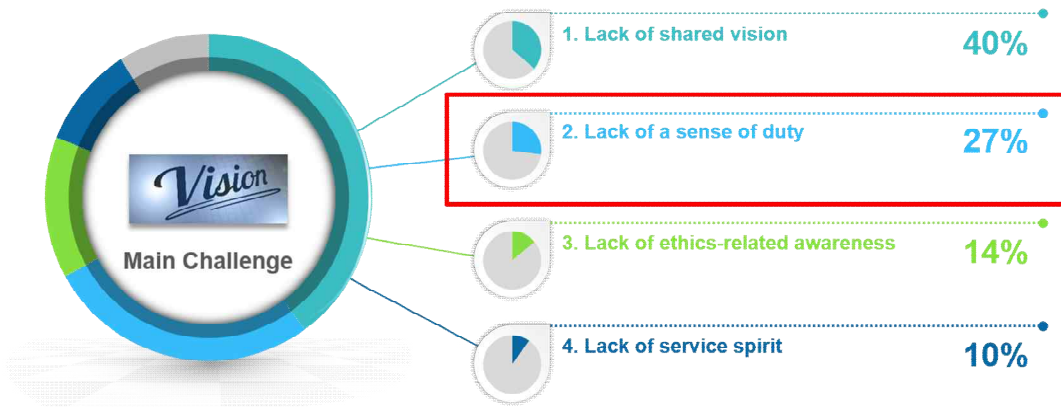 1. Lack of shared vision
40%
2. Lack of a sense of duty
27%
Vision
Main Challenge
3. Lack of ethics-related awareness
14%
4. Lack of service spirit
10%